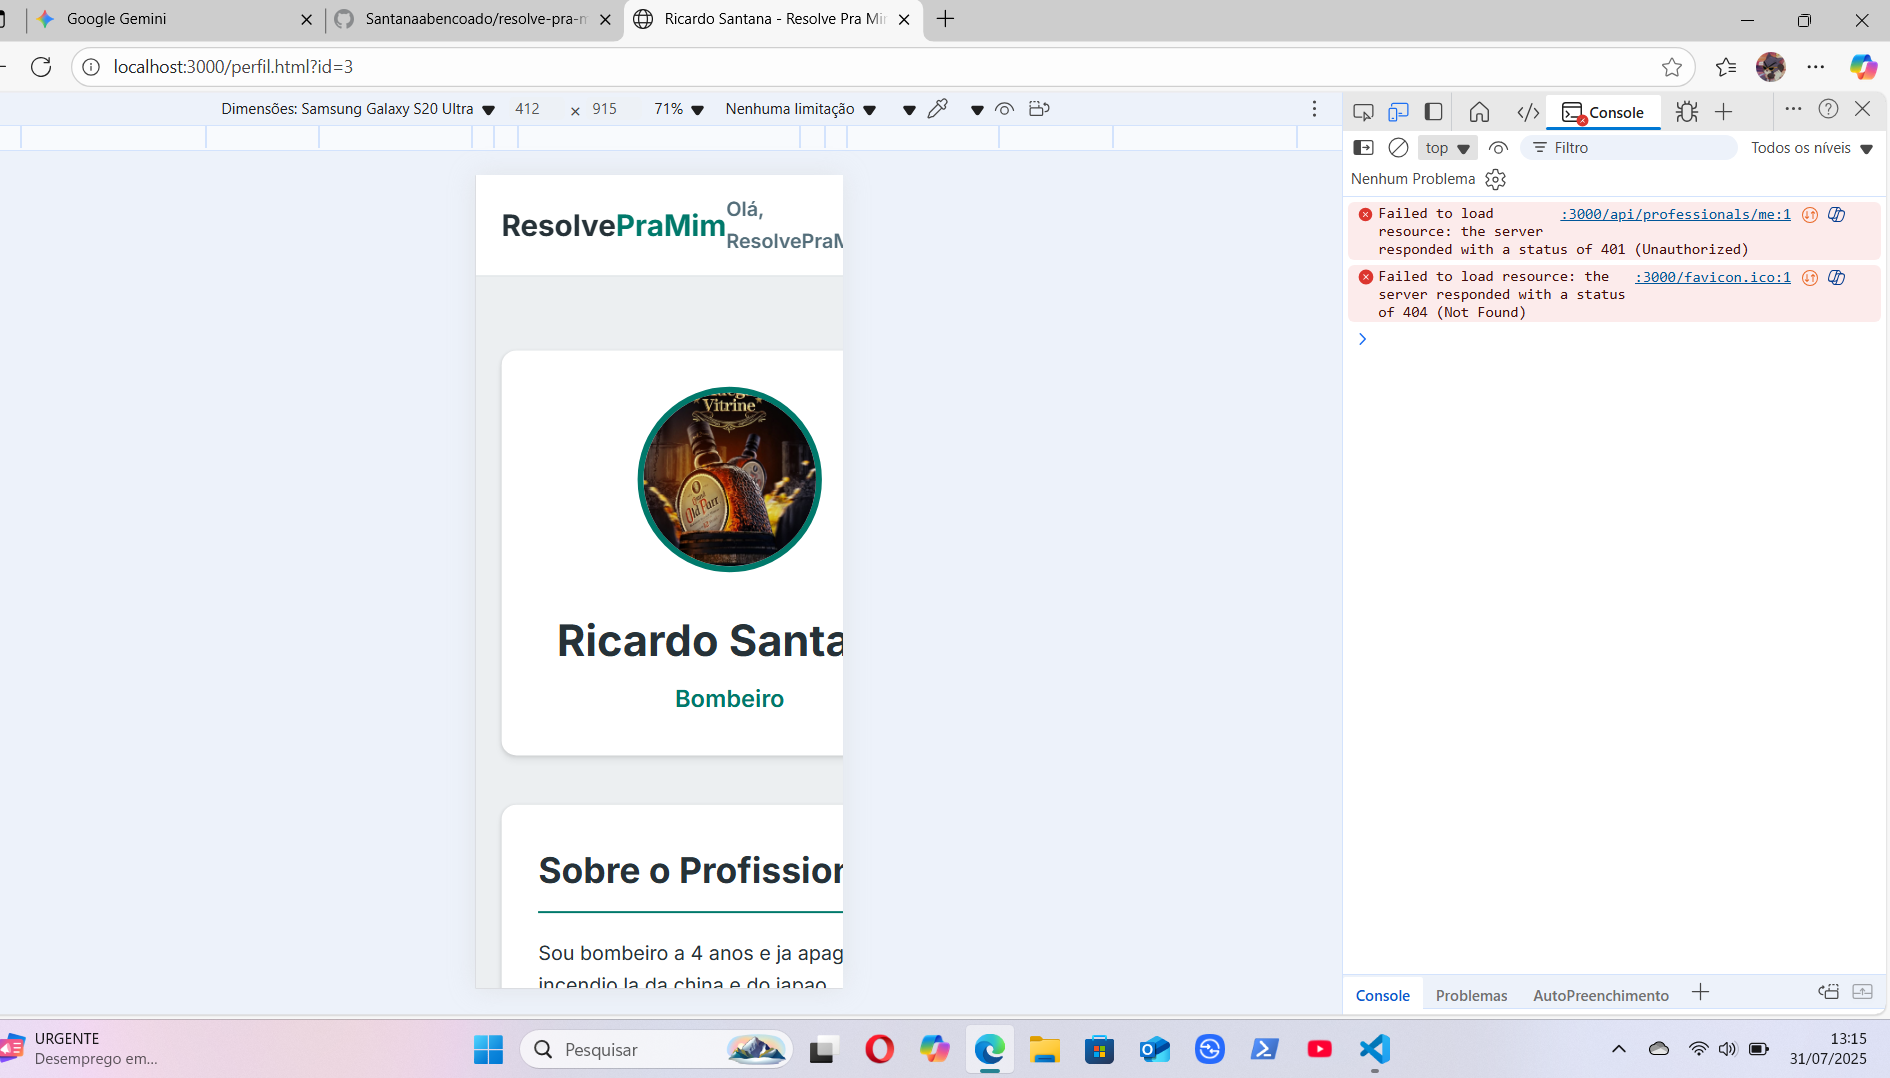 Google Gemini
Santanaabencoado/resolve-pra-m
Ricardo Santana - Resolve Pra Mim
localhost:3000/perfil.html?id=3
Dimensões: Samsung Galaxy S20 Ultra
412 × 915
71%
Nenhuma limitação
Console
top
Filtro
Todos os níveis
Nenhum Problema
Failed to load resource: the server responded with a status of 401 (Unauthorized)
:3000/api/professionals/me:1
Failed to load resource: the server responded with a status of 404 (Not Found)
:3000/favicon.ico:1
ResolvePraMim
Olá,
ResolvePraM
Vitrine
Old Parr
Ricardo Santa
Bombeiro
Sobre o Profission
Sou bombeiro a 4 anos e ja apag
incendio la da china e do japao
Console
Problemas
AutoPreenchimento
URGENTE
Desemprego em...
Pesquisar
13:15
31/07/2025